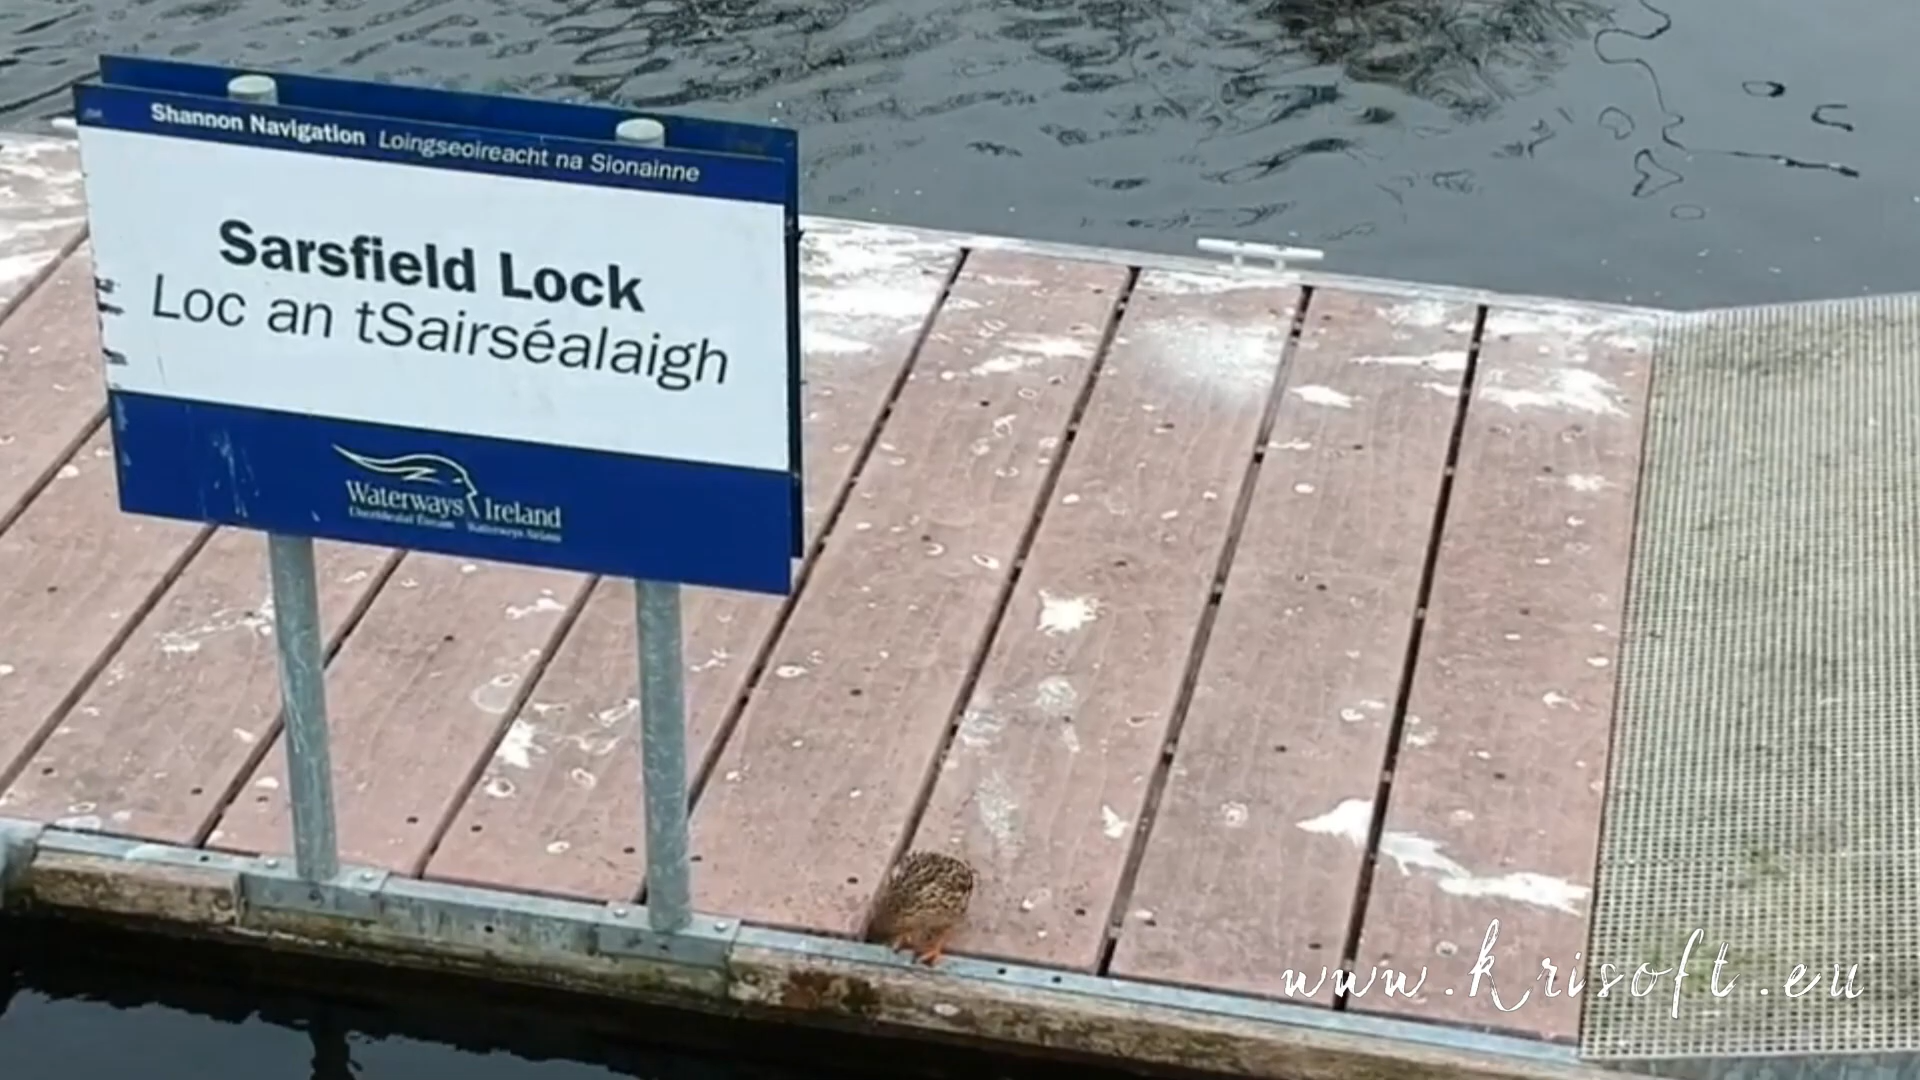 Shannon Navigation Loingseoireacht na Sionainne
Sarsfield Lock
Loc an tSairséalaigh
Waterways Ireland
www.krisoft.eu